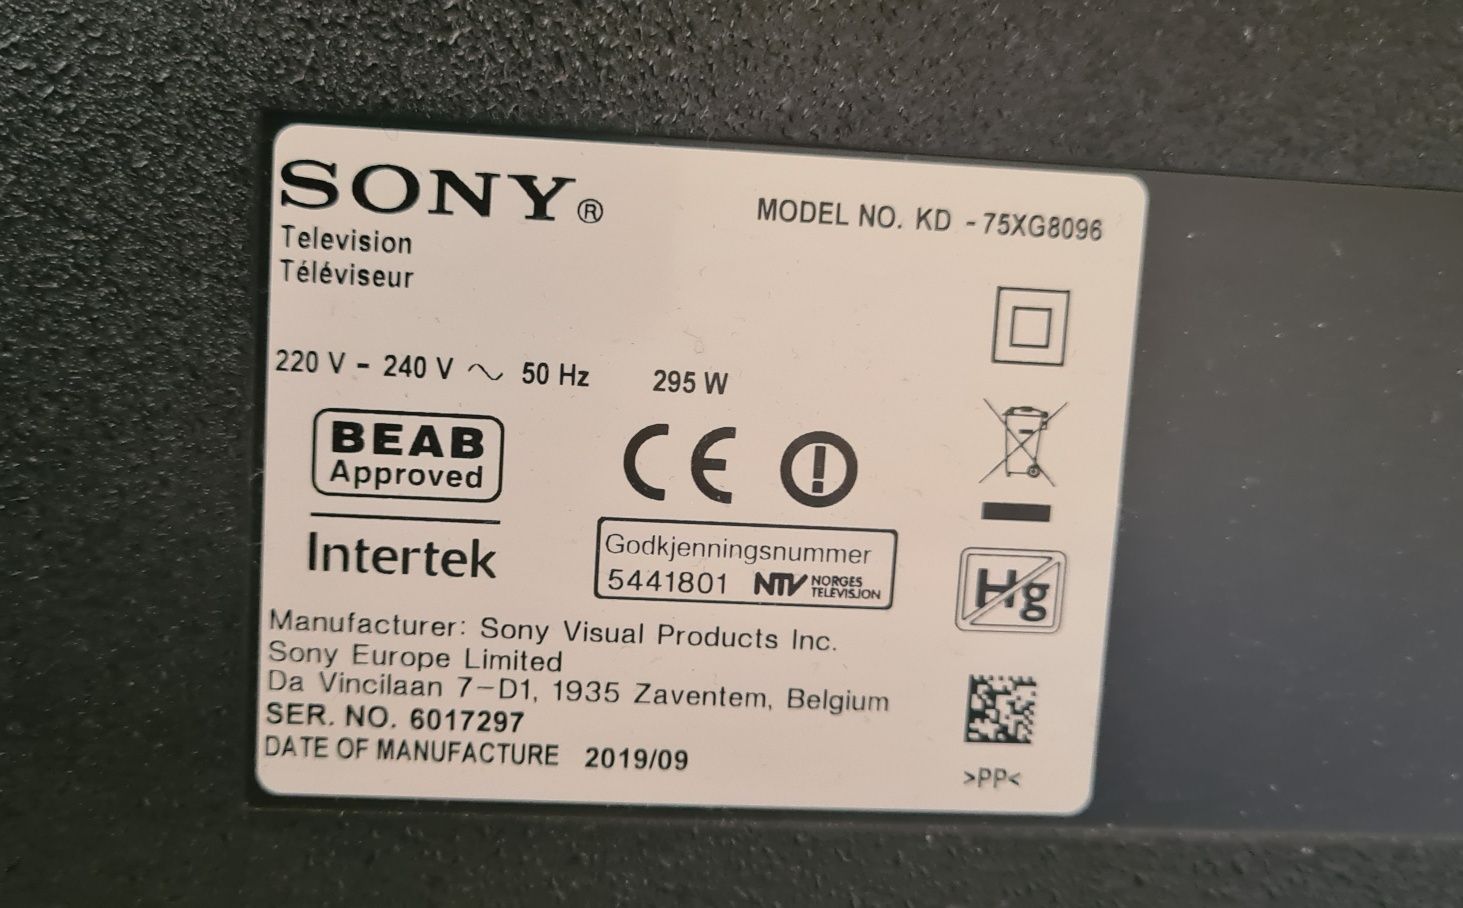 SONY®
MODEL NO. KD - 75XG8096
Television
Téléviseur
220 V - 240 V ~ 50 Hz 295 W
BEAB
Approved
CE
Intertek
Godkjenningsnummer
5441801 NTV NORGES TELEVISJON
Hg
Manufacturer: Sony Visual Products Inc.
Sony Europe Limited
Da Vincilaan 7-D1, 1935 Zaventem, Belgium
SER. NO. 6017297
DATE OF MANUFACTURE 2019/09
>PP<